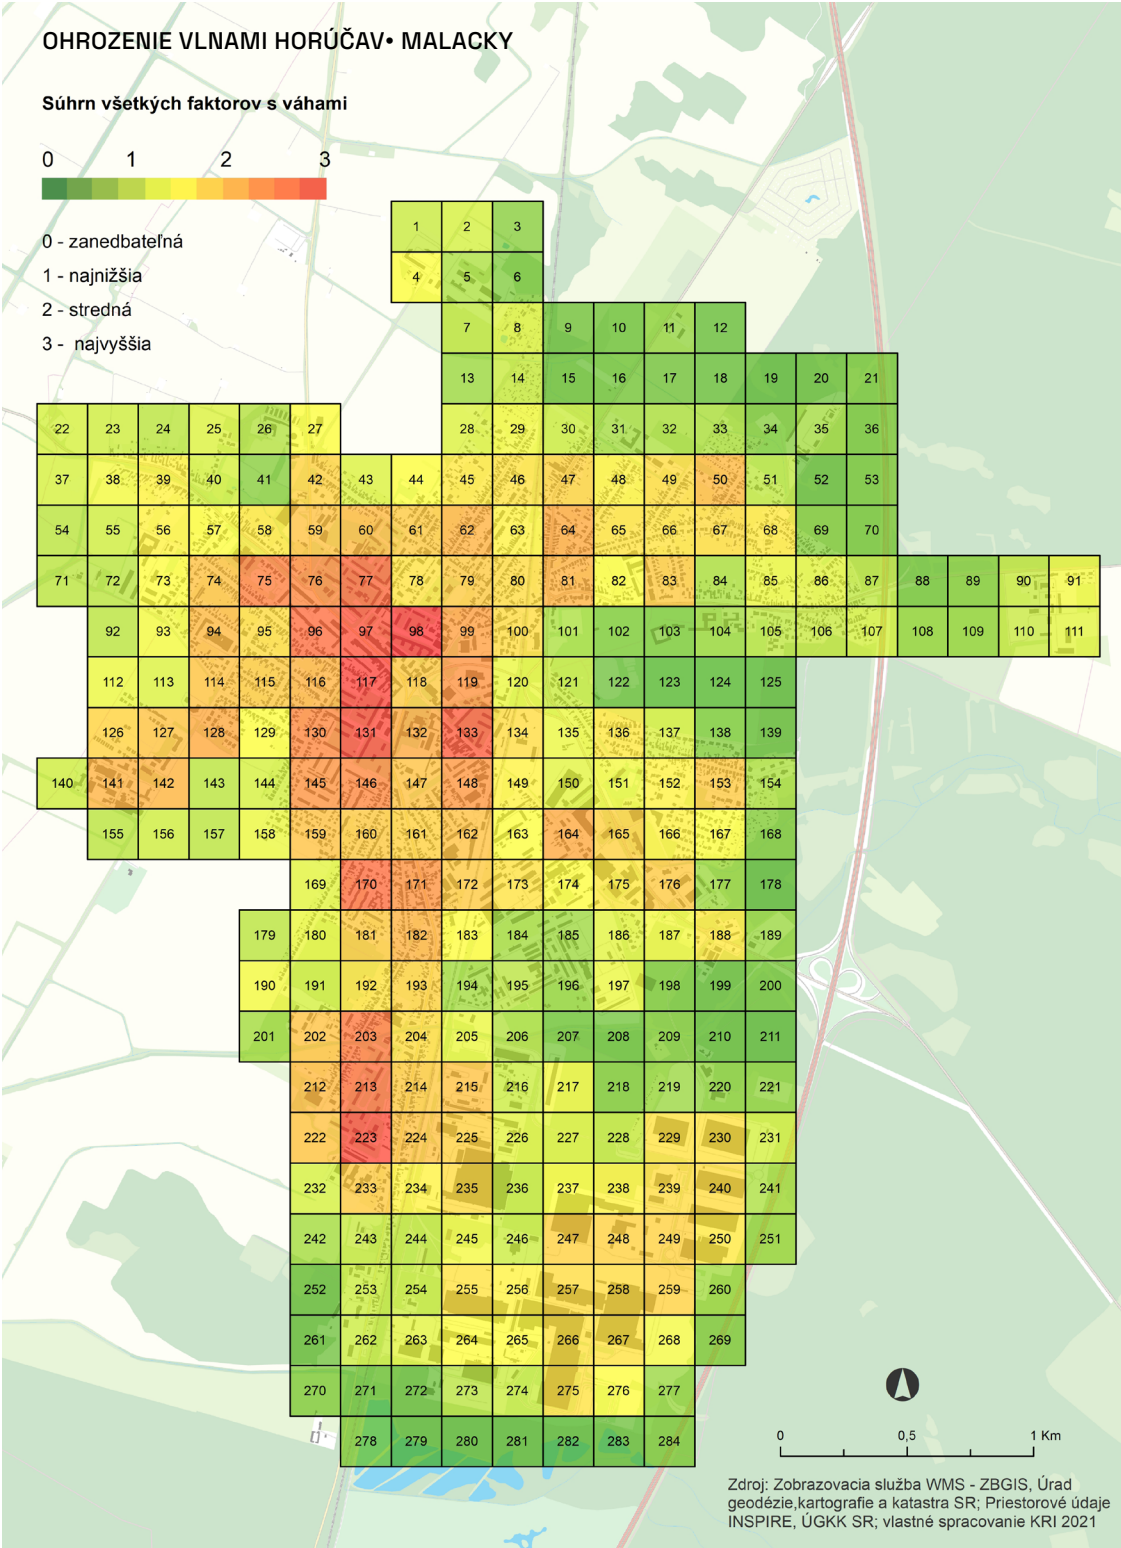 OHROZENIE VLNAMI HORÚČAV• MALACKY
Súhrn všetkých faktorov s váhami
0 1 2 3
0 - zanedbateľná
1 - najnižšia
2 - stredná
3 - najvyššia
1 2 3
4 5 6
7 8 9 10 11 12
13 14 15 16 17 18 19 20 21
22 23 24 25 26 27 28 29 30 31 32 33 34 35 36
37 38 39 40 41 42 43 44 45 46 47 48 49 50 51 52 53
54 55 56 57 58 59 60 61 62 63 64 65 66 67 68 69 70
71 72 73 74 75 76 77 78 79 80 81 82 83 84 85 86 87 88 89 90 91
92 93 94 95 96 97 98 99 100 101 102 103 104 105 106 107 108 109 110 111
112 113 114 115 116 117 118 119 120 121 122 123 124 125
126 127 128 129 130 131 132 133 134 135 136 137 138 139
140 141 142 143 144 145 146 147 148 149 150 151 152 153 154
155 156 157 158 159 160 161 162 163 164 165 166 167 168
169 170 171 172 173 174 175 176 177 178
179 180 181 182 183 184 185 186 187 188 189
190 191 192 193 194 195 196 197 198 199 200
201 202 203 204 205 206 207 208 209 210 211
212 213 214 215 216 217 218 219 220 221
222 223 224 225 226 227 228 229 230 231
232 233 234 235 236 237 238 239 240 241
242 243 244 245 246 247 248 249 250 251
252 253 254 255 256 257 258 259 260
261 262 263 264 265 266 267 268 269
270 271 272 273 274 275 276 277
278 279 280 281 282 283 284
0 0,5 1 Km
Zdroj: Zobrazovacia služba WMS - ZBGIS, Úrad
geodézie,kartografie a katastra SR; Priestorové údaje
INSPIRE, ÚGKK SR; vlastné spracovanie KRI 2021